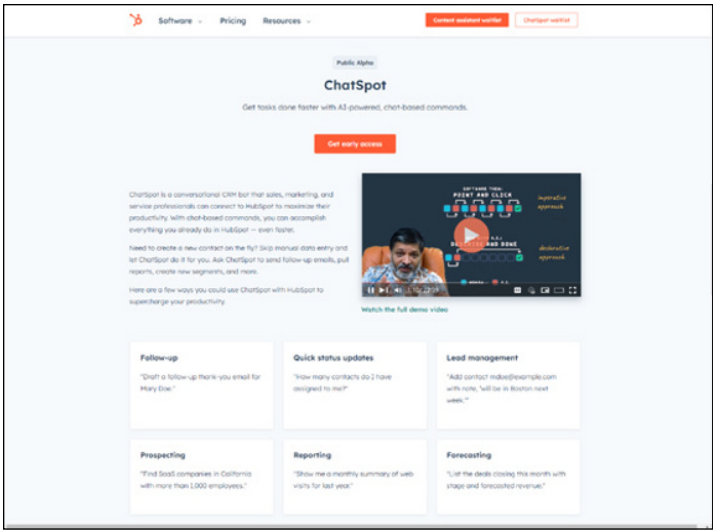 Software
Pricing
Resources
Content assistant waitlist
ChatSpot waitlist
Public Alpha
ChatSpot
Get tasks done faster with AI-powered, chat-based commands.
Get early access
ChatSpot is a conversational CRM bot that sales, marketing, and
service professionals can connect to HubSpot to maximize their
productivity. With chat-based commands, you can accomplish
everything you already do in HubSpot — even faster.
Need to create a new contact on the fly? Skip manual data entry and
let ChatSpot do it for you. Ask ChatSpot to send follow-up emails, pull
reports, create new segments, and more.
Here are a few ways you could use ChatSpot with HubSpot to
supercharge your productivity.
SOFTWARE THEN:
POINT AND CLICK
imperative
approach
DESCRIBE AND DONE
declarative
approach
Watch the full demo video
Follow-up
"Draft a follow-up thank-you email for
Mary Doe."
Quick status updates
"How many contacts do I have
assigned to me?"
Lead management
"Add contact mdoe@example.com
with note, 'will be in Boston next
week.'"
Prospecting
"Find SaaS companies in California
with more than 1,000 employees."
Reporting
"Show me a monthly summary of web
visits for last year."
Forecasting
"List the deals closing this month with
stage and forecasted revenue."